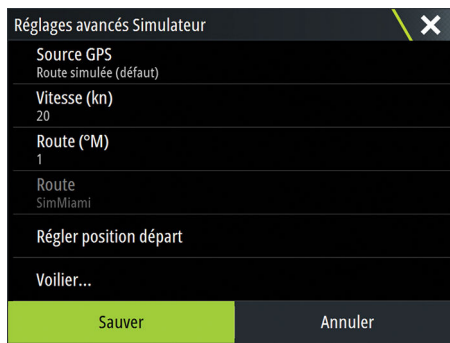 Réglages avancés Simulateur
Source GPS
Route simulée (défaut)
Vitesse (kn)
20
Route (°M)
1
Route
SimMiami
Régler position départ
Voilier...
Sauver
Annuler